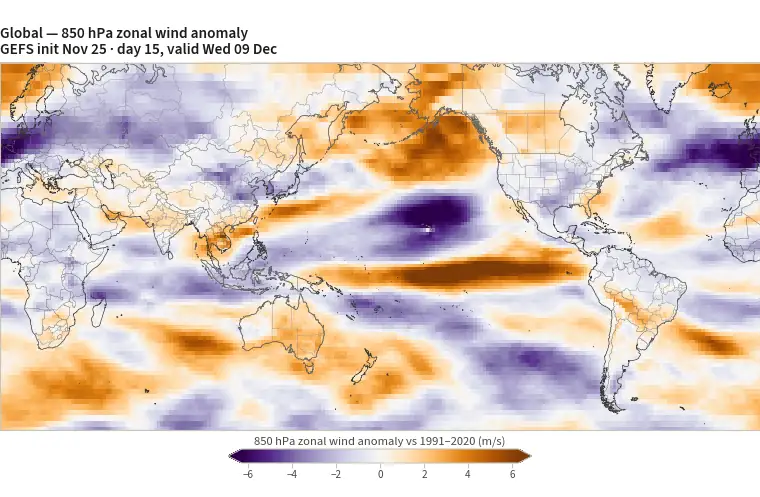 Global — 850 hPa zonal wind anomaly
GEFS init Nov 25 · day 15, valid Wed 09 Dec
850 hPa zonal wind anomaly vs 1991–2020 (m/s)
−6 −4 −2 0 2 4 6